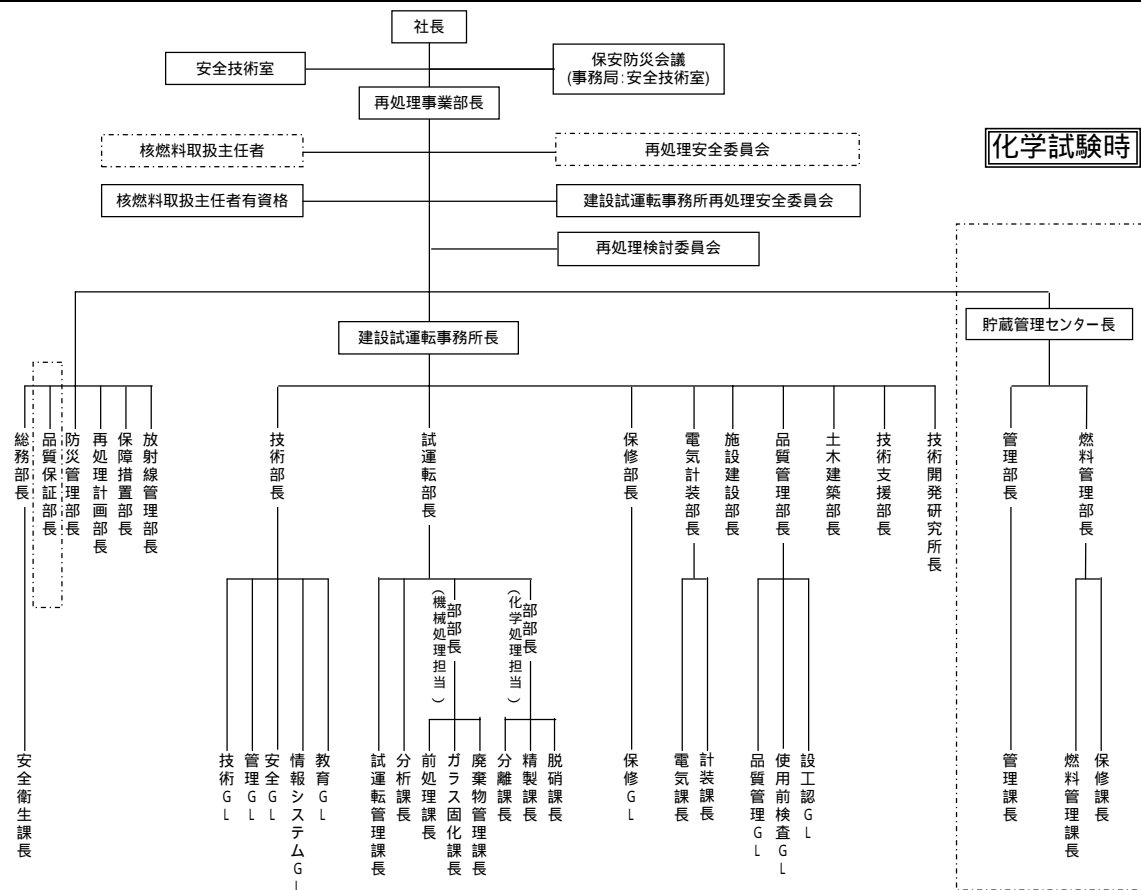 社長
安全技術室
保安防災会議
(事務局:安全技術室)
再処理事業部長
核燃料取扱主任者
再処理安全委員会
化学試験時
核燃料取扱主任者有資格
建設試運転事務所再処理安全委員会
再処理検討委員会
建設試運転事務所長
貯蔵管理センター長
総務部長
品質保証部長
防災管理部長
再処理計画部長
保障措置部長
放射線管理部長
技術部長
試運転部長
保修部長
電気計装部長
施設建設部長
品質管理部長
土木建築部長
技術支援部長
技術開発研究所長
管理部長
燃料管理部長
部部長
(機械処理担当)
部部長
(化学処理担当)
安全衛生課長
技術GL
管理GL
安全GL
情報システムGL
教育GL
試運転管理課長
分析課長
前処理課長
ガラス固化課長
廃棄物管理課長
分離課長
精製課長
脱硝課長
保修GL
電気課長
計装課長
品質管理GL
使用前検査GL
設工認GL
管理課長
燃料管理課長
保修課長